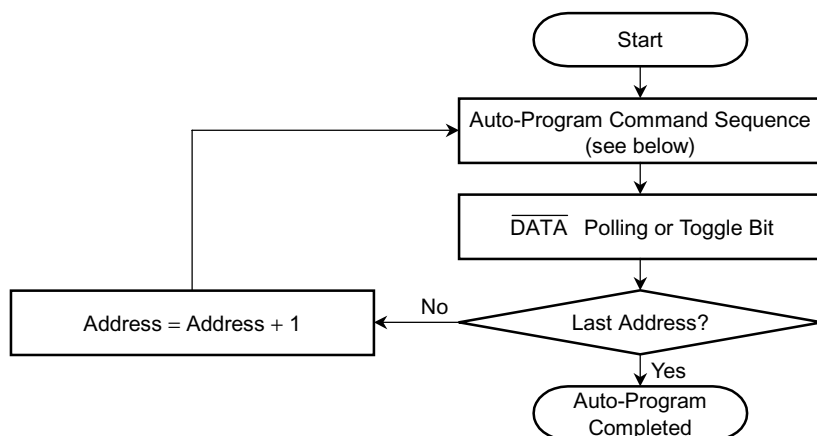 Start
Auto-Program Command Sequence
(see below)
D̅A̅T̅A̅ Polling or Toggle Bit
Address = Address + 1
No
Last Address?
Yes
Auto-Program
Completed